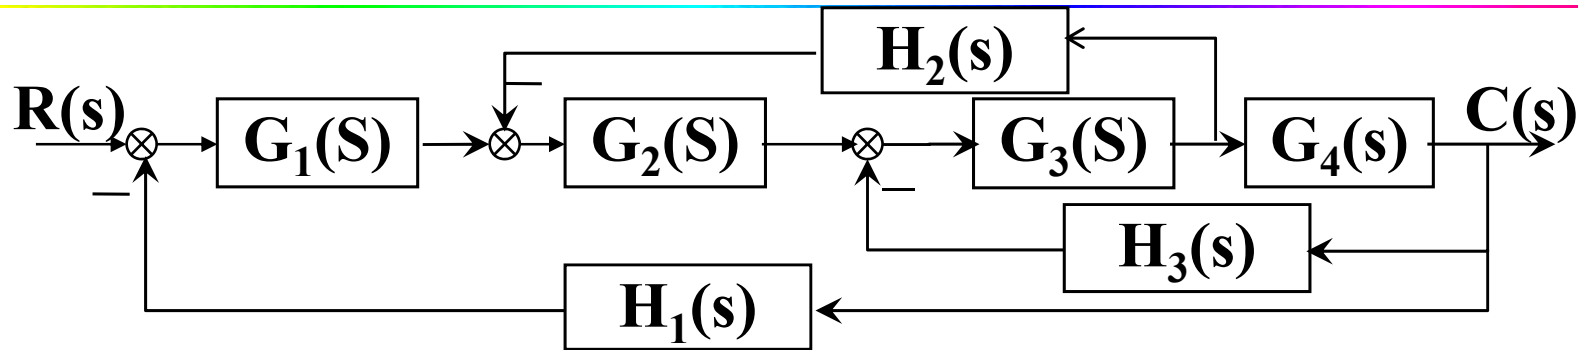 H₂(s)
R(s) G₁(S) G₂(S) G₃(S) G₄(s) C(s)
H₃(s)
H₁(s)